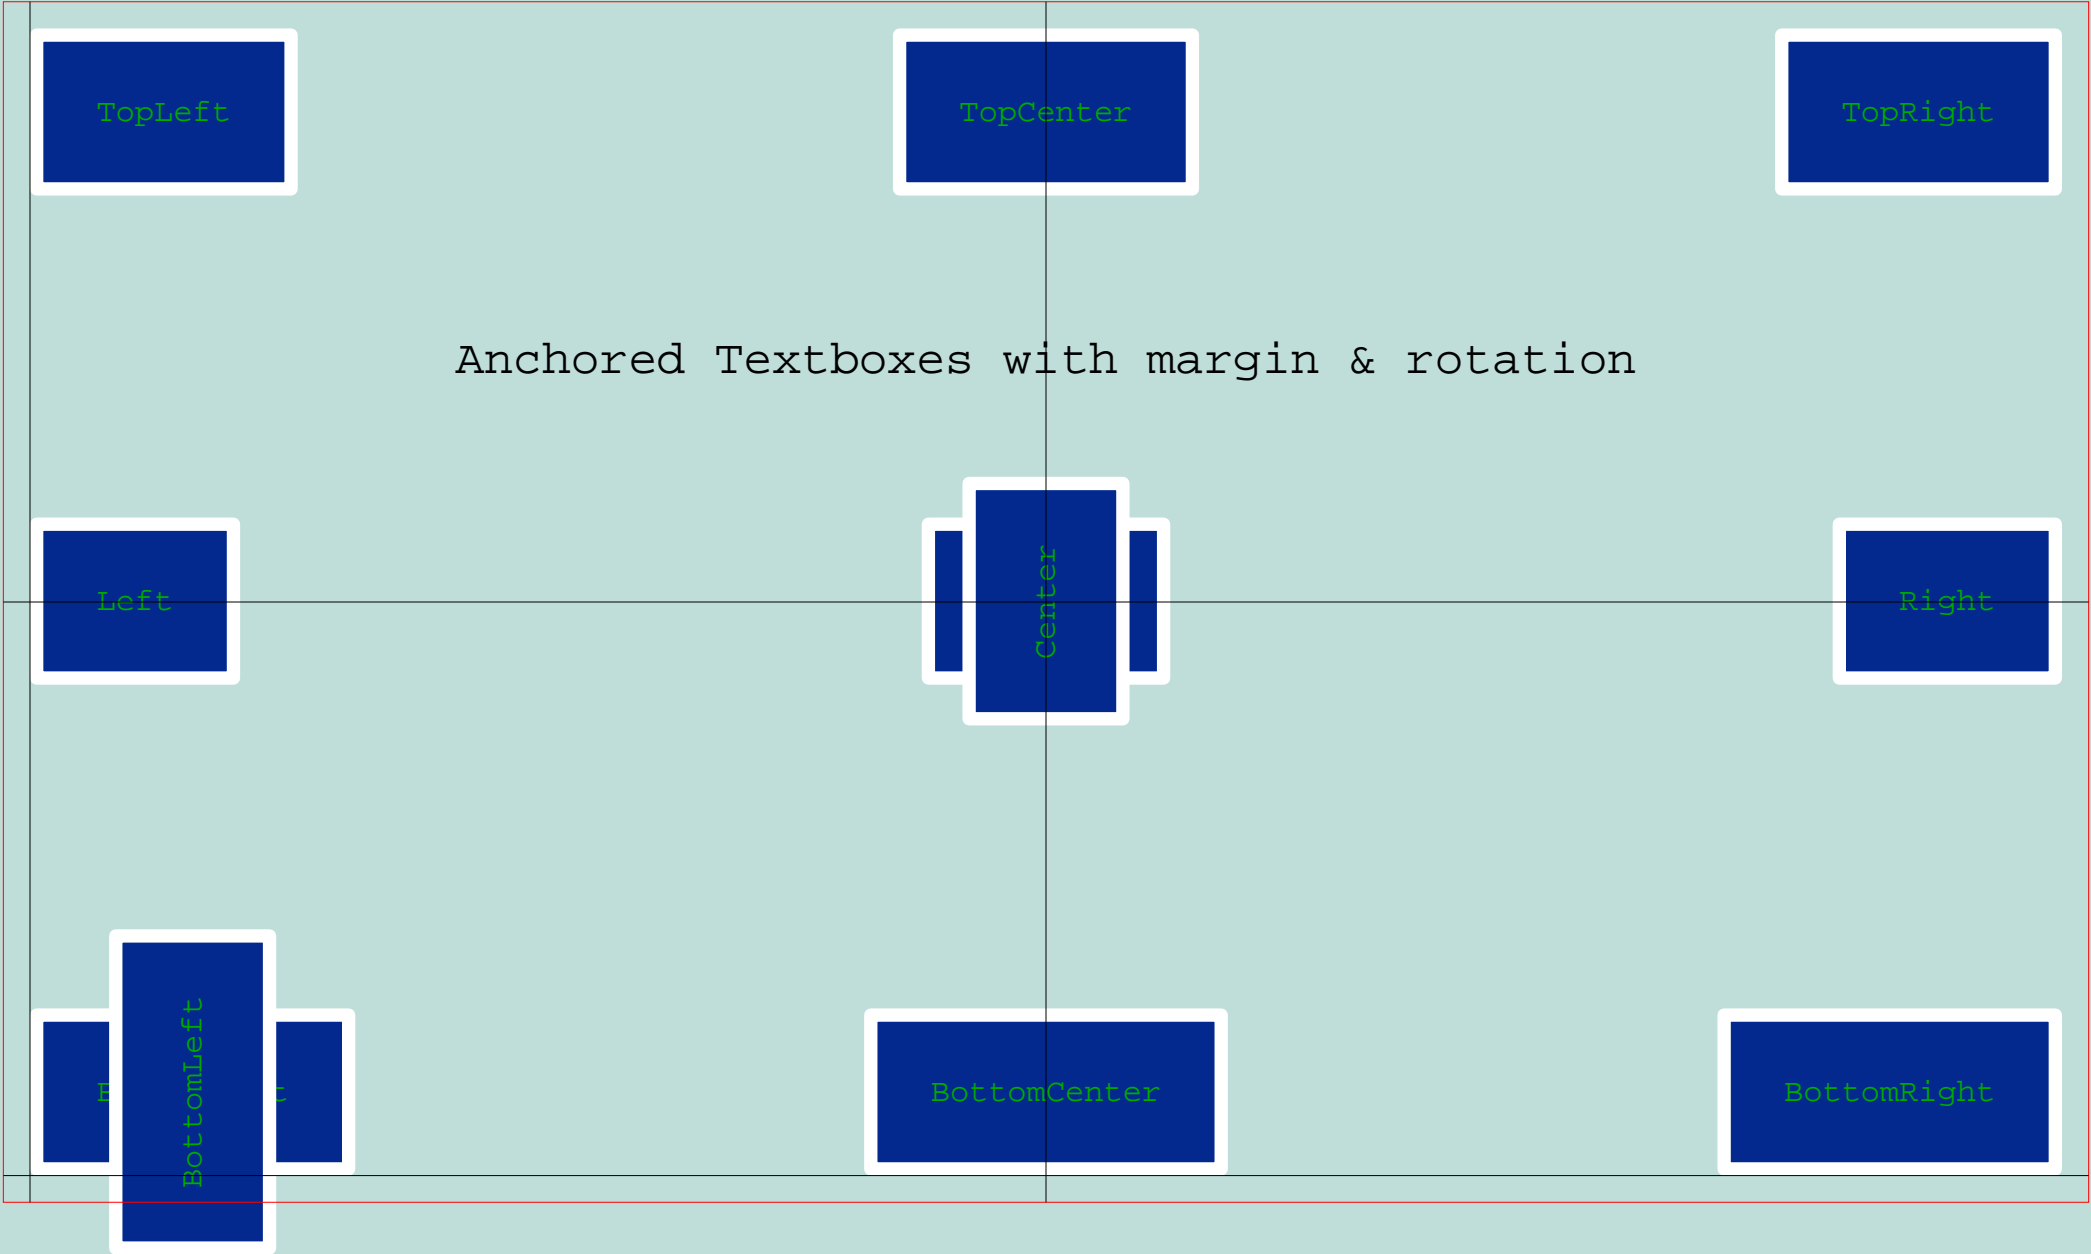 TopLeft
TopCenter
TopRight
Anchored Textboxes with margin & rotation
Left
Center
Right
BottomLeft
BottomCenter
BottomRight